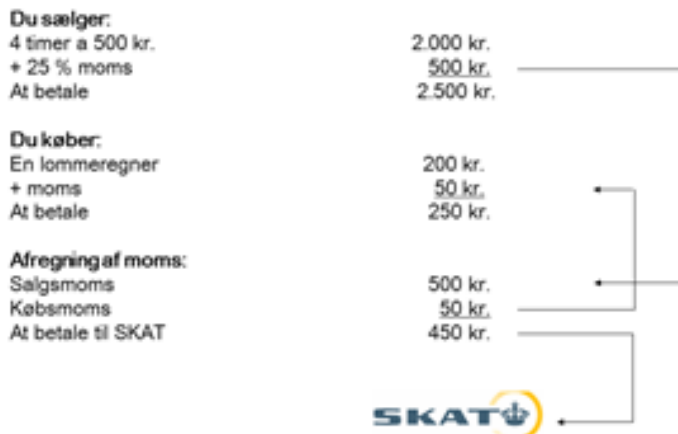 Du sælger:
4 timer a 500 kr. 2.000 kr.
+ 25 % moms 500 kr.
At betale 2.500 kr.
Du køber:
En lommeregner 200 kr.
+ moms 50 kr.
At betale 250 kr.
Afregning af moms:
Salgsmoms 500 kr.
Købsmoms 50 kr.
At betale til SKAT 450 kr.
SKAT